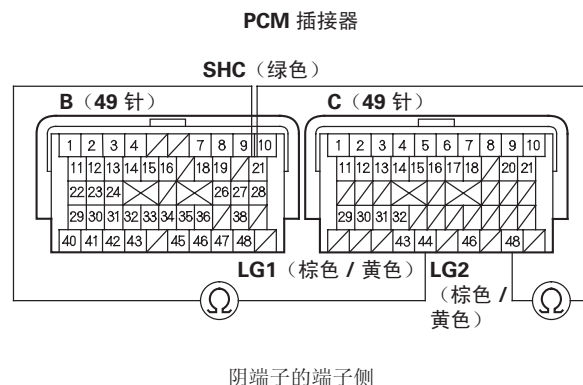 PCM 插接器
SHC（绿色）
B（49 针） C（49 针）
1 2 3 4 7 8 9 10 1 2 3 4 5 6 7 8 9 10
11 12 13 14 15 16 18 19 21 11 12 13 14 15 16 17 18 20 21
22 23 24 26 27 28
29 30 31 32 33 34 35 36 38 29 30 31 32
40 41 42 43 45 46 47 48 43 44 46 48
LG1（棕色 / 黄色） LG2
（棕色 /
黄色）
Ω Ω
阴端子的端子侧